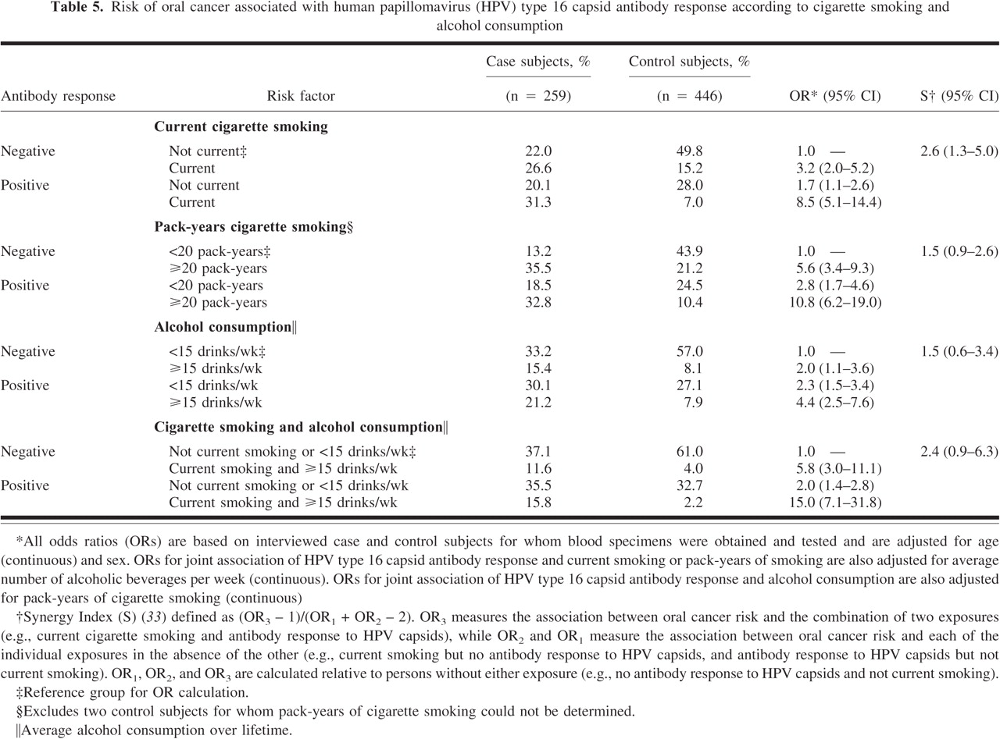 Table 5. Risk of oral cancer associated with human papillomavirus (HPV) type 16 capsid antibody response according to cigarette smoking and
alcohol consumption
Case subjects, % Control subjects, %
Antibody response Risk factor (n = 259) (n = 446) OR* (95% CI) S† (95% CI)
Current cigarette smoking
Negative Not current‡ 22.0 49.8 1.0 — 2.6 (1.3–5.0)
Current 26.6 15.2 3.2 (2.0–5.2)
Positive Not current 20.1 28.0 1.7 (1.1–2.6)
Current 31.3 7.0 8.5 (5.1–14.4)
Pack-years cigarette smoking§
Negative <20 pack-years‡ 13.2 43.9 1.0 — 1.5 (0.9–2.6)
⩾20 pack-years 35.5 21.2 5.6 (3.4–9.3)
Positive <20 pack-years 18.5 24.5 2.8 (1.7–4.6)
⩾20 pack-years 32.8 10.4 10.8 (6.2–19.0)
Alcohol consumption∥
Negative <15 drinks/wk‡ 33.2 57.0 1.0 — 1.5 (0.6–3.4)
⩾15 drinks/wk 15.4 8.1 2.0 (1.1–3.6)
Positive <15 drinks/wk 30.1 27.1 2.3 (1.5–3.4)
⩾15 drinks/wk 21.2 7.9 4.4 (2.5–7.6)
Cigarette smoking and alcohol consumption∥
Negative Not current smoking or <15 drinks/wk‡ 37.1 61.0 1.0 — 2.4 (0.9–6.3)
Current smoking and ⩾15 drinks/wk 11.6 4.0 5.8 (3.0–11.1)
Positive Not current smoking or <15 drinks/wk 35.5 32.7 2.0 (1.4–2.8)
Current smoking and ⩾15 drinks/wk 15.8 2.2 15.0 (7.1–31.8)
*All odds ratios (ORs) are based on interviewed case and control subjects for whom blood specimens were obtained and tested and are adjusted for age
(continuous) and sex. ORs for joint association of HPV type 16 capsid antibody response and current smoking or pack-years of smoking are also adjusted for average
number of alcoholic beverages per week (continuous). ORs for joint association of HPV type 16 capsid antibody response and alcohol consumption are also adjusted
for pack-years of cigarette smoking (continuous)
†Synergy Index (S) (33) defined as (OR₃ – 1)/(OR₁ + OR₂ – 2). OR₃ measures the association between oral cancer risk and the combination of two exposures
(e.g., current cigarette smoking and antibody response to HPV capsids), while OR₂ and OR₁ measure the association between oral cancer risk and each of the
individual exposures in the absence of the other (e.g., current smoking but no antibody response to HPV capsids, and antibody response to HPV capsids but not
current smoking). OR₁, OR₂, and OR₃ are calculated relative to persons without either exposure (e.g., no antibody response to HPV capsids and not current smoking).
‡Reference group for OR calculation.
§Excludes two control subjects for whom pack-years of cigarette smoking could not be determined.
∥Average alcohol consumption over lifetime.